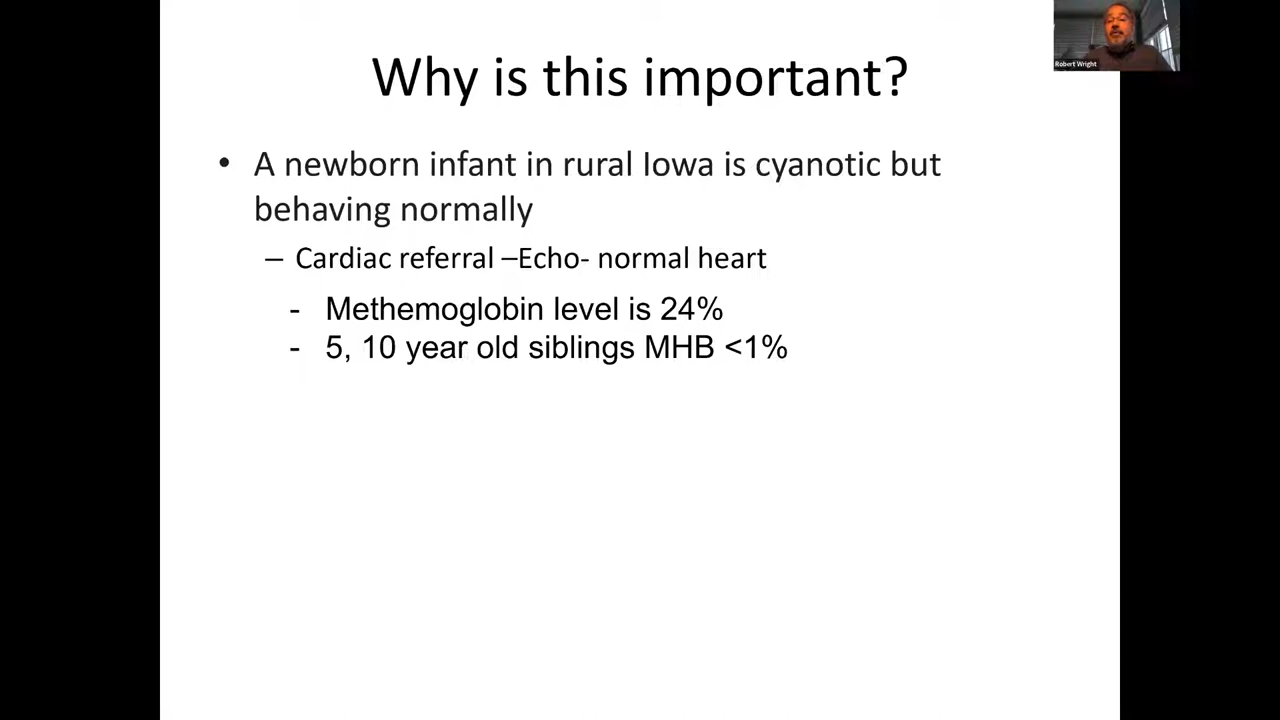 Why is this important?
Robert Wright
• A newborn infant in rural Iowa is cyanotic but
behaving normally
– Cardiac referral –Echo- normal heart
- Methemoglobin level is 24%
- 5, 10 year old siblings MHB <1%